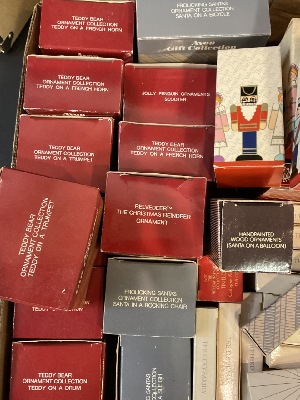 TEDDY BEAR
ORNAMENT COLLECTION
TEDDY ON A FRENCH HORN
FROLICKING SANTAS
ORNAMENT COLLECTION
SANTA ON A BICYCLE
Avon
Gift Collection
TEDDY BEAR
ORNAMENT COLLECTION
TEDDY ON A FRENCH HORN
JOLLY PENGUIN ORNAMENTS
SCOOTER
TEDDY BEAR
ORNAMENT COLLECTION
TEDDY ON A TRUMPET
TEDDY BEAR
ORNAMENT COLLECTION
TEDDY ON A FRENCH HORN
TEDDY BEAR
ORNAMENT COLLECTION
TEDDY ON A TRUMPET
THE CHRISTMAS REINDEER
ORNAMENT
HANDPAINTED
WOOD ORNAMENTS
(SANTA ON A BALLOON)
FROLICKING SANTAS
ORNAMENT COLLECTION
SANTA IN A ROCKING CHAIR
TEDDY BEAR
ORNAMENT COLLECTION
TEDDY ON A DRUM